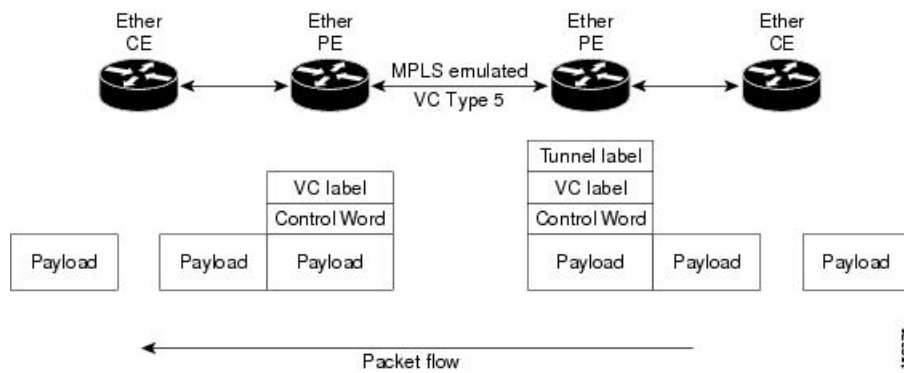 Ether
CE
Ether
PE
Ether
PE
Ether
CE
MPLS emulated
VC Type 5
Tunnel label
VC label
VC label
Control Word
Control Word
Payload
Payload
Payload
Payload
Payload
Payload
Packet flow